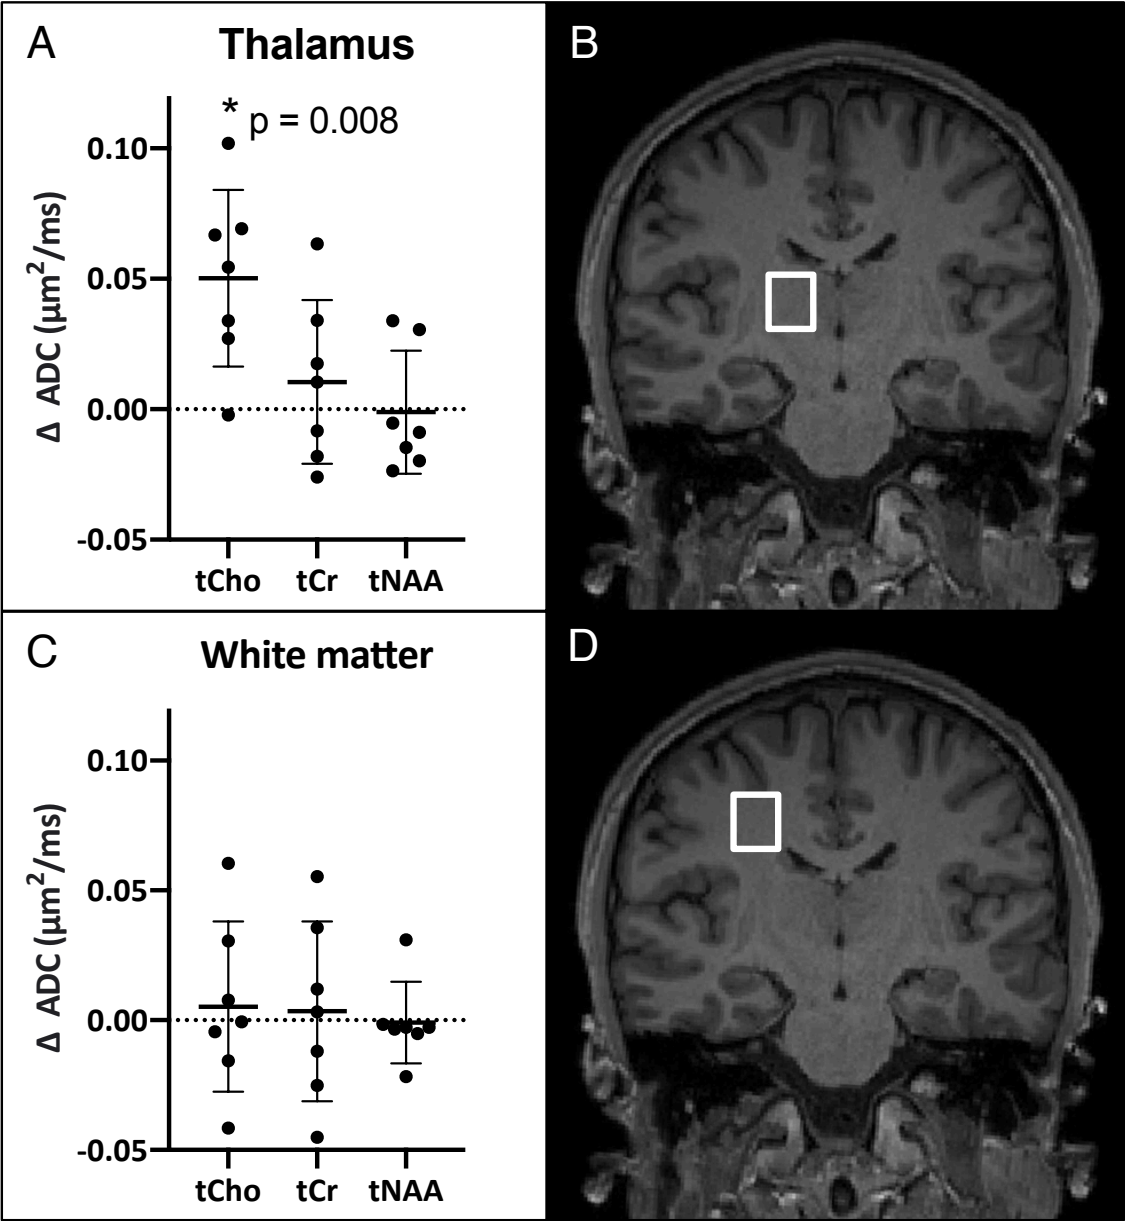 A
Thalamus
* p = 0.008
Δ ADC (μm²/ms)
0.10
0.05
0.00
-0.05
tCho tCr tNAA
B
C
White matter
Δ ADC (μm²/ms)
0.10
0.05
0.00
-0.05
tCho tCr tNAA
D